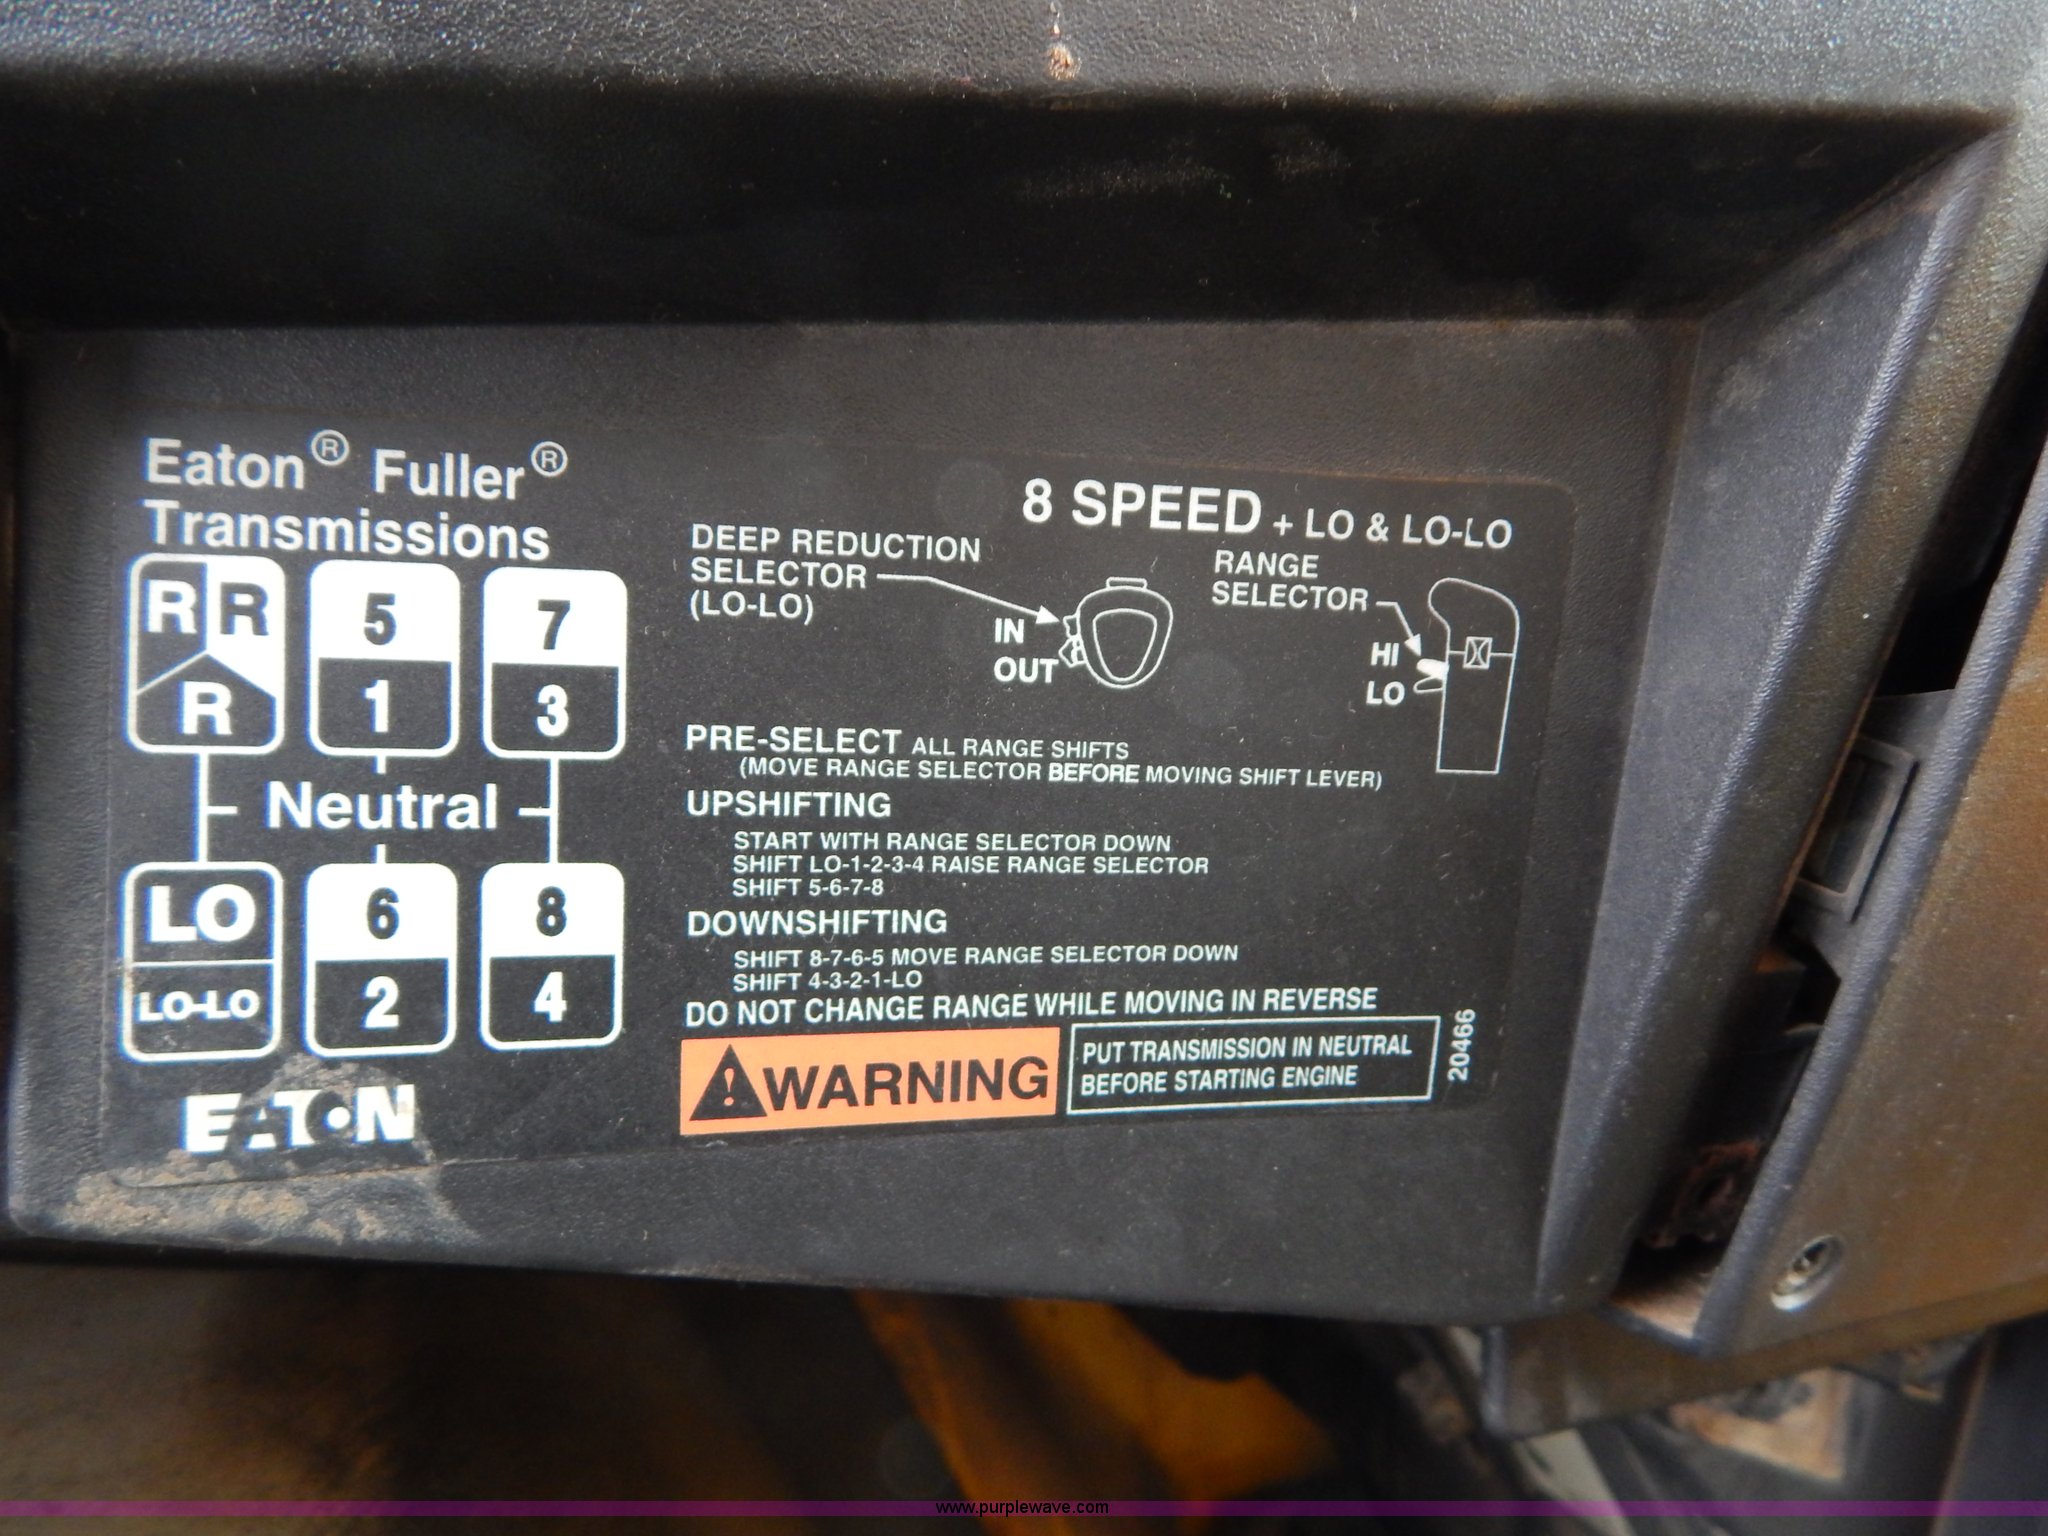 Eaton® Fuller®
Transmissions
R R
R
5
1
7
3
Neutral
LO
LO-LO
6
2
8
4
EATON
8 SPEED + LO & LO-LO
DEEP REDUCTION
SELECTOR
(LO-LO)
IN
OUT
RANGE
SELECTOR
HI
LO
PRE-SELECT ALL RANGE SHIFTS
(MOVE RANGE SELECTOR BEFORE MOVING SHIFT LEVER)
UPSHIFTING
START WITH RANGE SELECTOR DOWN
SHIFT LO-1-2-3-4 RAISE RANGE SELECTOR
SHIFT 5-6-7-8
DOWNSHIFTING
SHIFT 8-7-6-5 MOVE RANGE SELECTOR DOWN
SHIFT 4-3-2-1-LO
DO NOT CHANGE RANGE WHILE MOVING IN REVERSE
WARNING
PUT TRANSMISSION IN NEUTRAL
BEFORE STARTING ENGINE
20466
www.purplewave.com